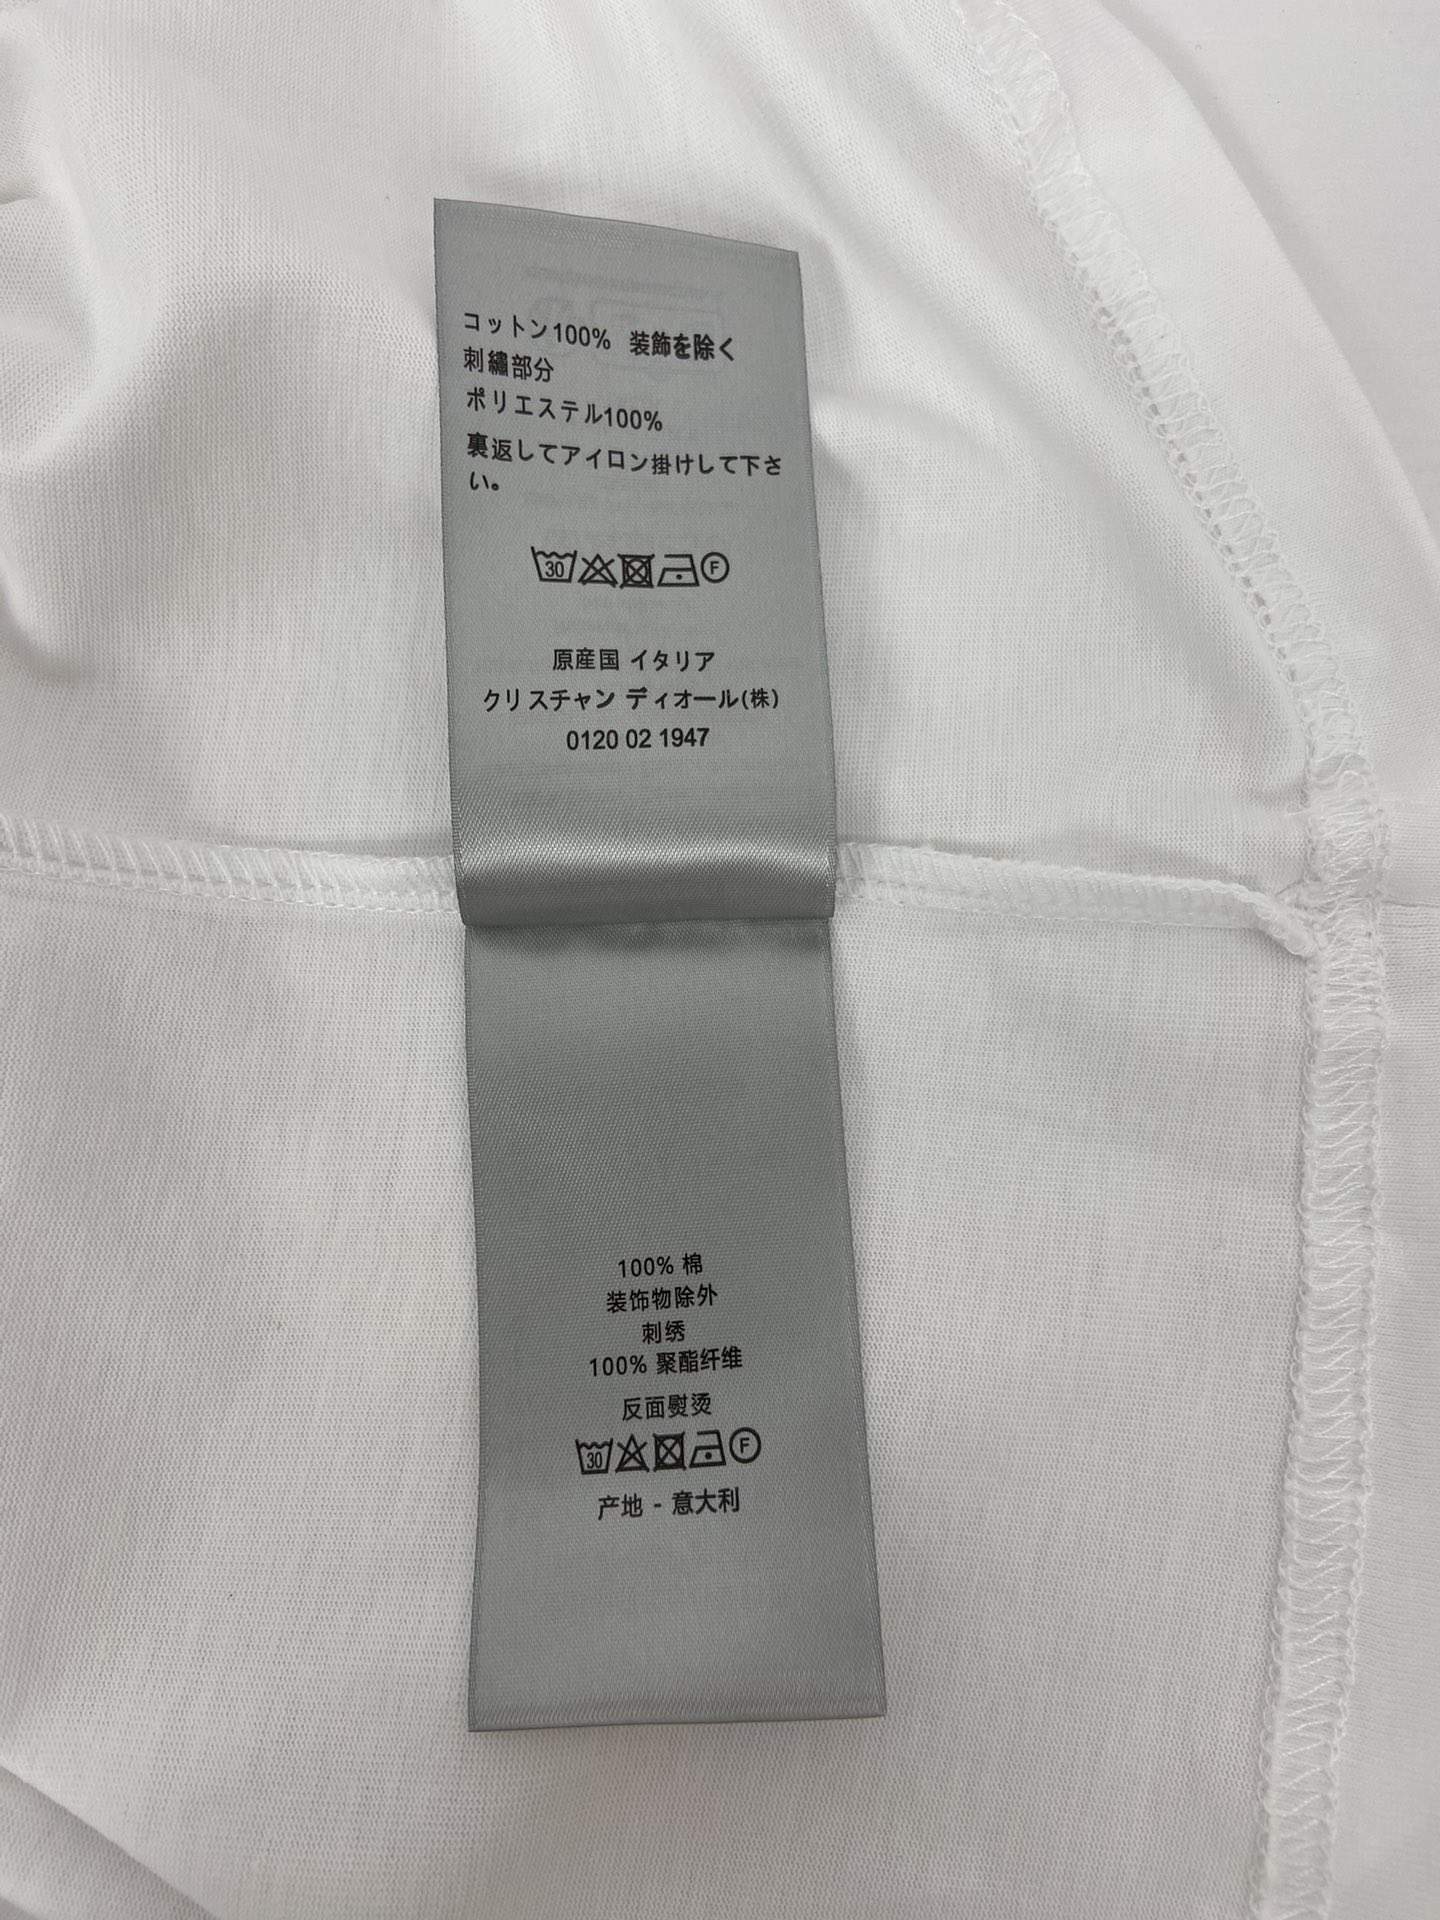 コットン100% 装飾を除く
刺繍部分
ポリエステル100%
裏返してアイロン掛けして下さ
い。
30 F
原産国 イタリア
クリスチャン ディオール(株)
0120 02 1947
100% 棉
装饰物除外
刺绣
100% 聚酯纤维
反面熨烫
30 F
产地 - 意大利